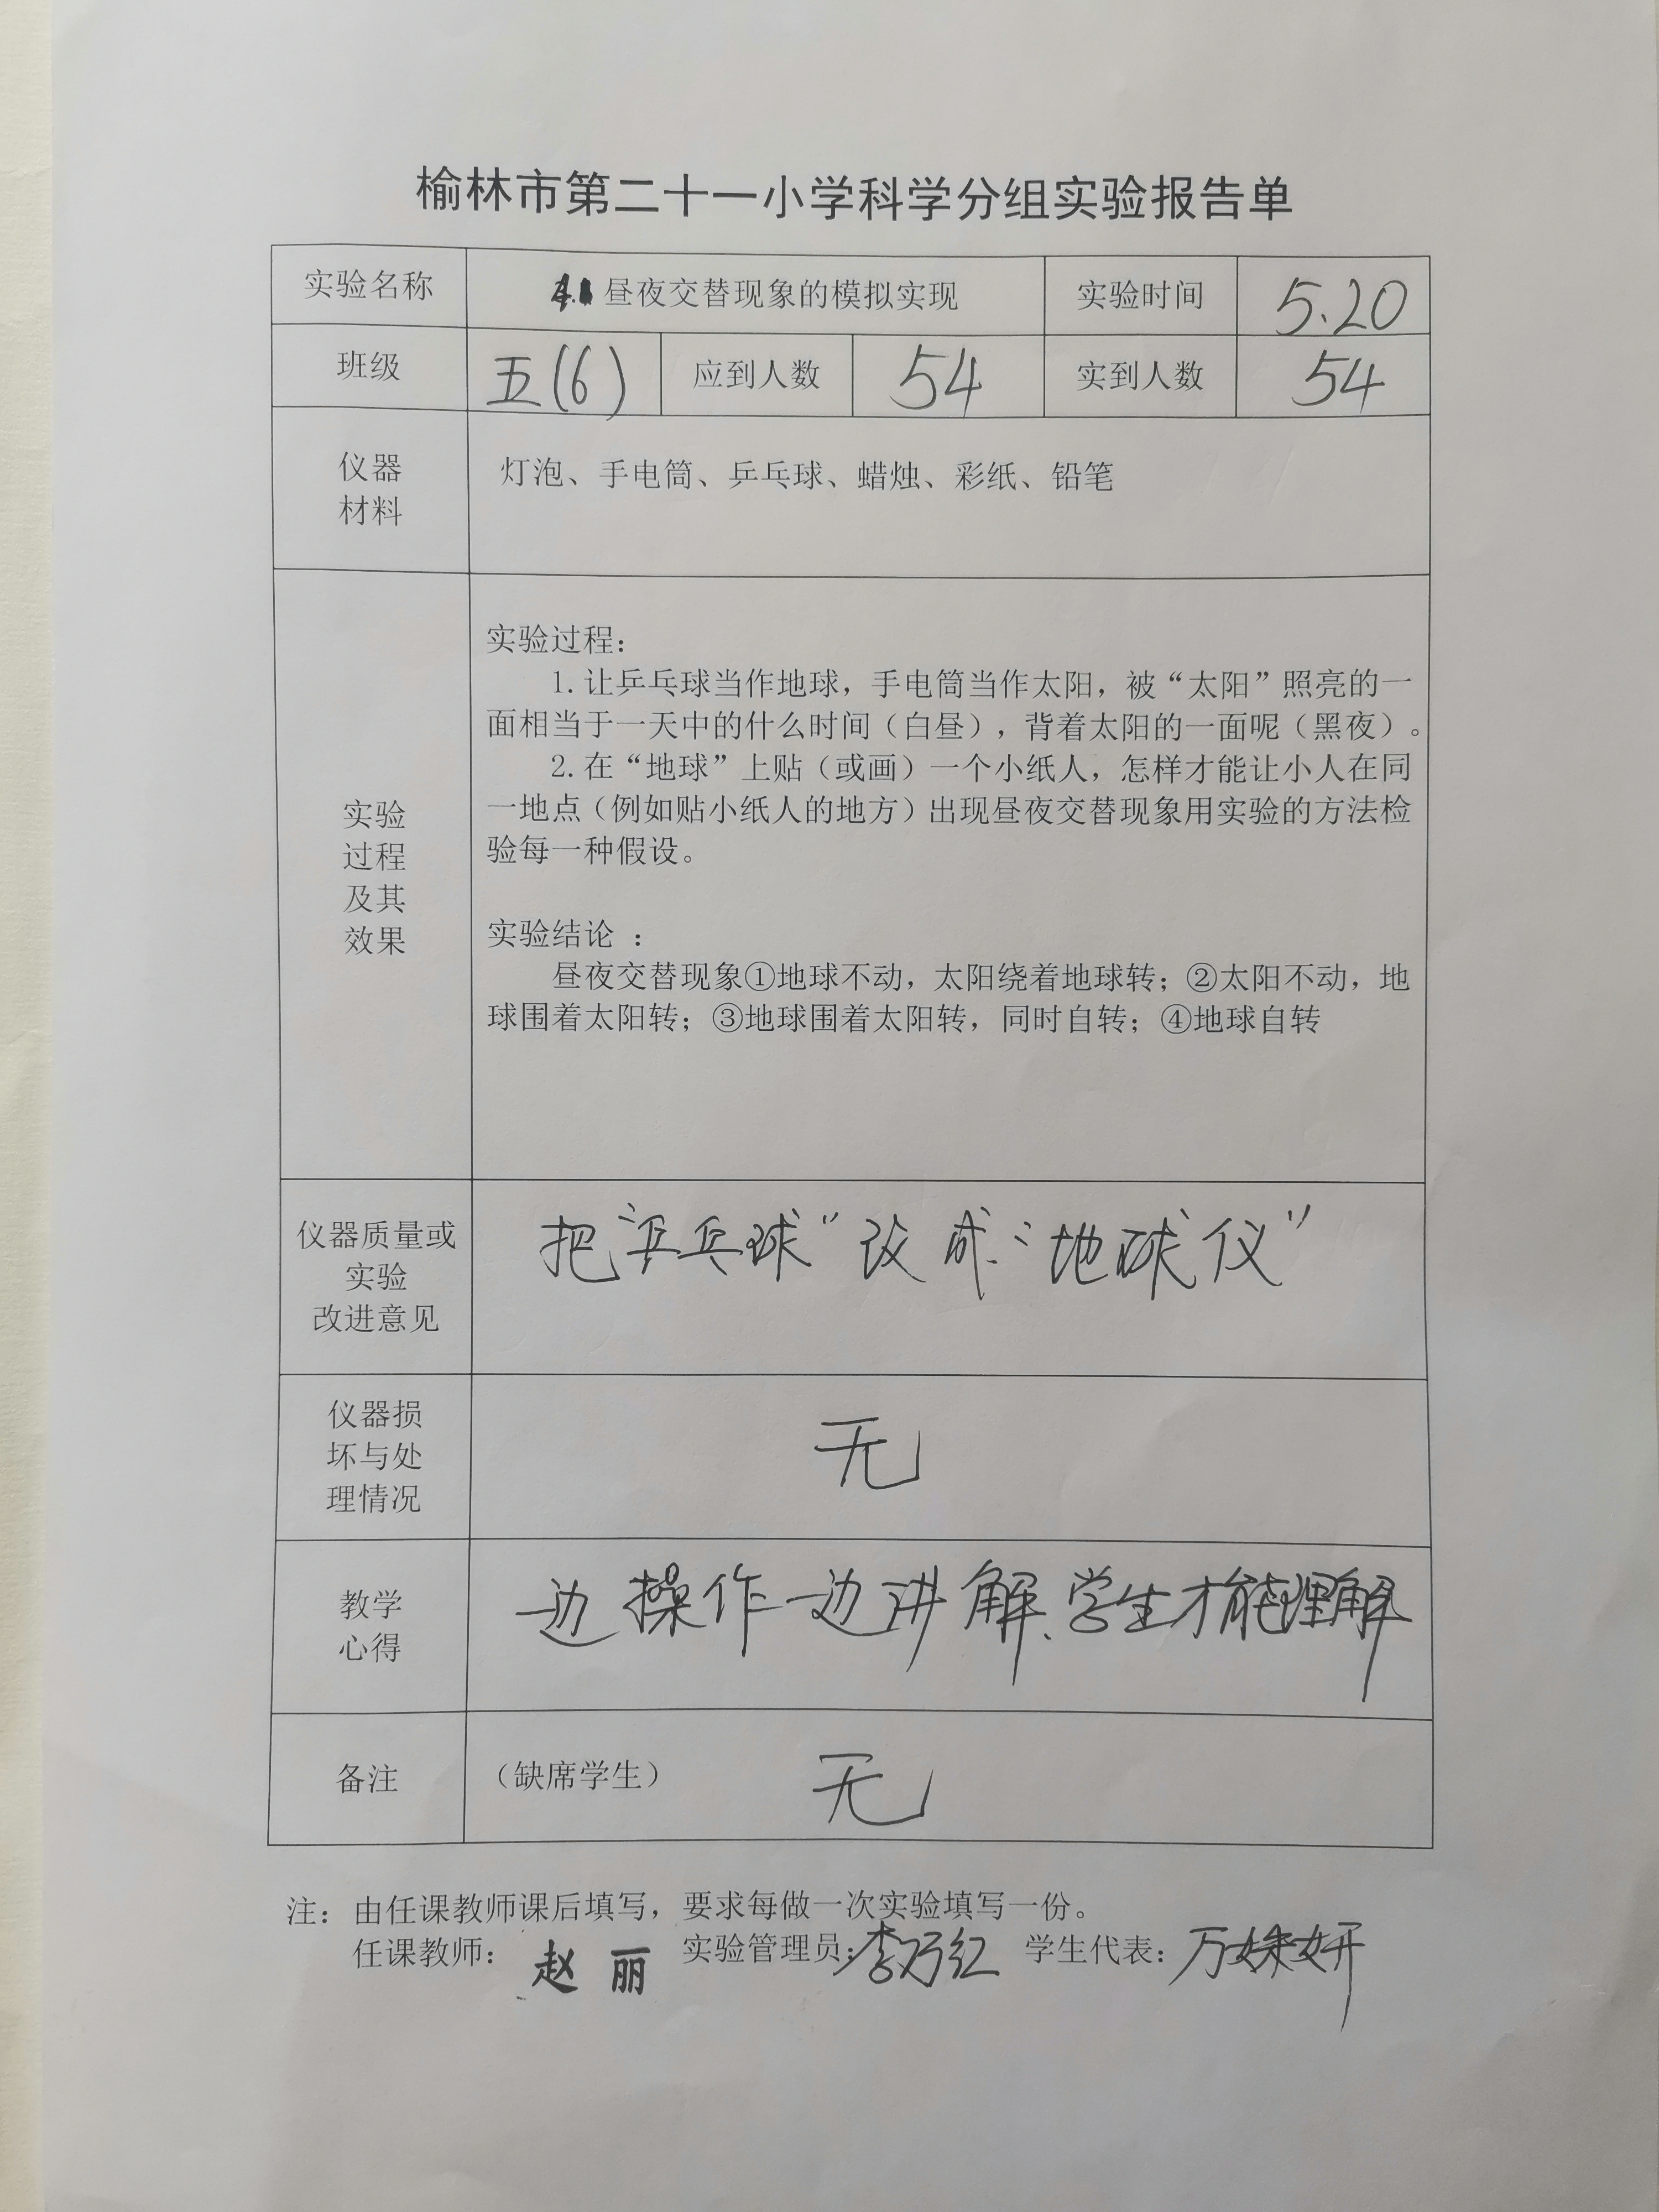 榆林市第二十一小学科学分组实验报告单
实验名称 昼夜交替现象的模拟实现 实验时间 5.20
班级 五(6) 应到人数 54 实到人数 54
仪器
材料
灯泡、手电筒、乒乓球、蜡烛、彩纸、铅笔
实验
过程
及其
效果
实验过程：
1.让乒乓球当作地球，手电筒当作太阳，被“太阳”照亮的一
面相当于一天中的什么时间（白昼），背着太阳的一面呢（黑夜）。
2.在“地球”上贴（或画）一个小纸人，怎样才能让小人在同
一地点（例如贴小纸人的地方）出现昼夜交替现象用实验的方法检
验每一种假设。
实验结论 ：
昼夜交替现象①地球不动，太阳绕着地球转；②太阳不动，地
球围着太阳转；③地球围着太阳转，同时自转；④地球自转
仪器质量或
实验
改进意见
把“乒乓球”改成“地球仪”
仪器损
坏与处
理情况
无
教学
心得
一边操作一边讲解、学生才能理解
备注
（缺席学生） 无
注：由任课教师课后填写，要求每做一次实验填写一份。
任课教师： 赵丽 实验管理员：李乃红 学生代表：万姝妍